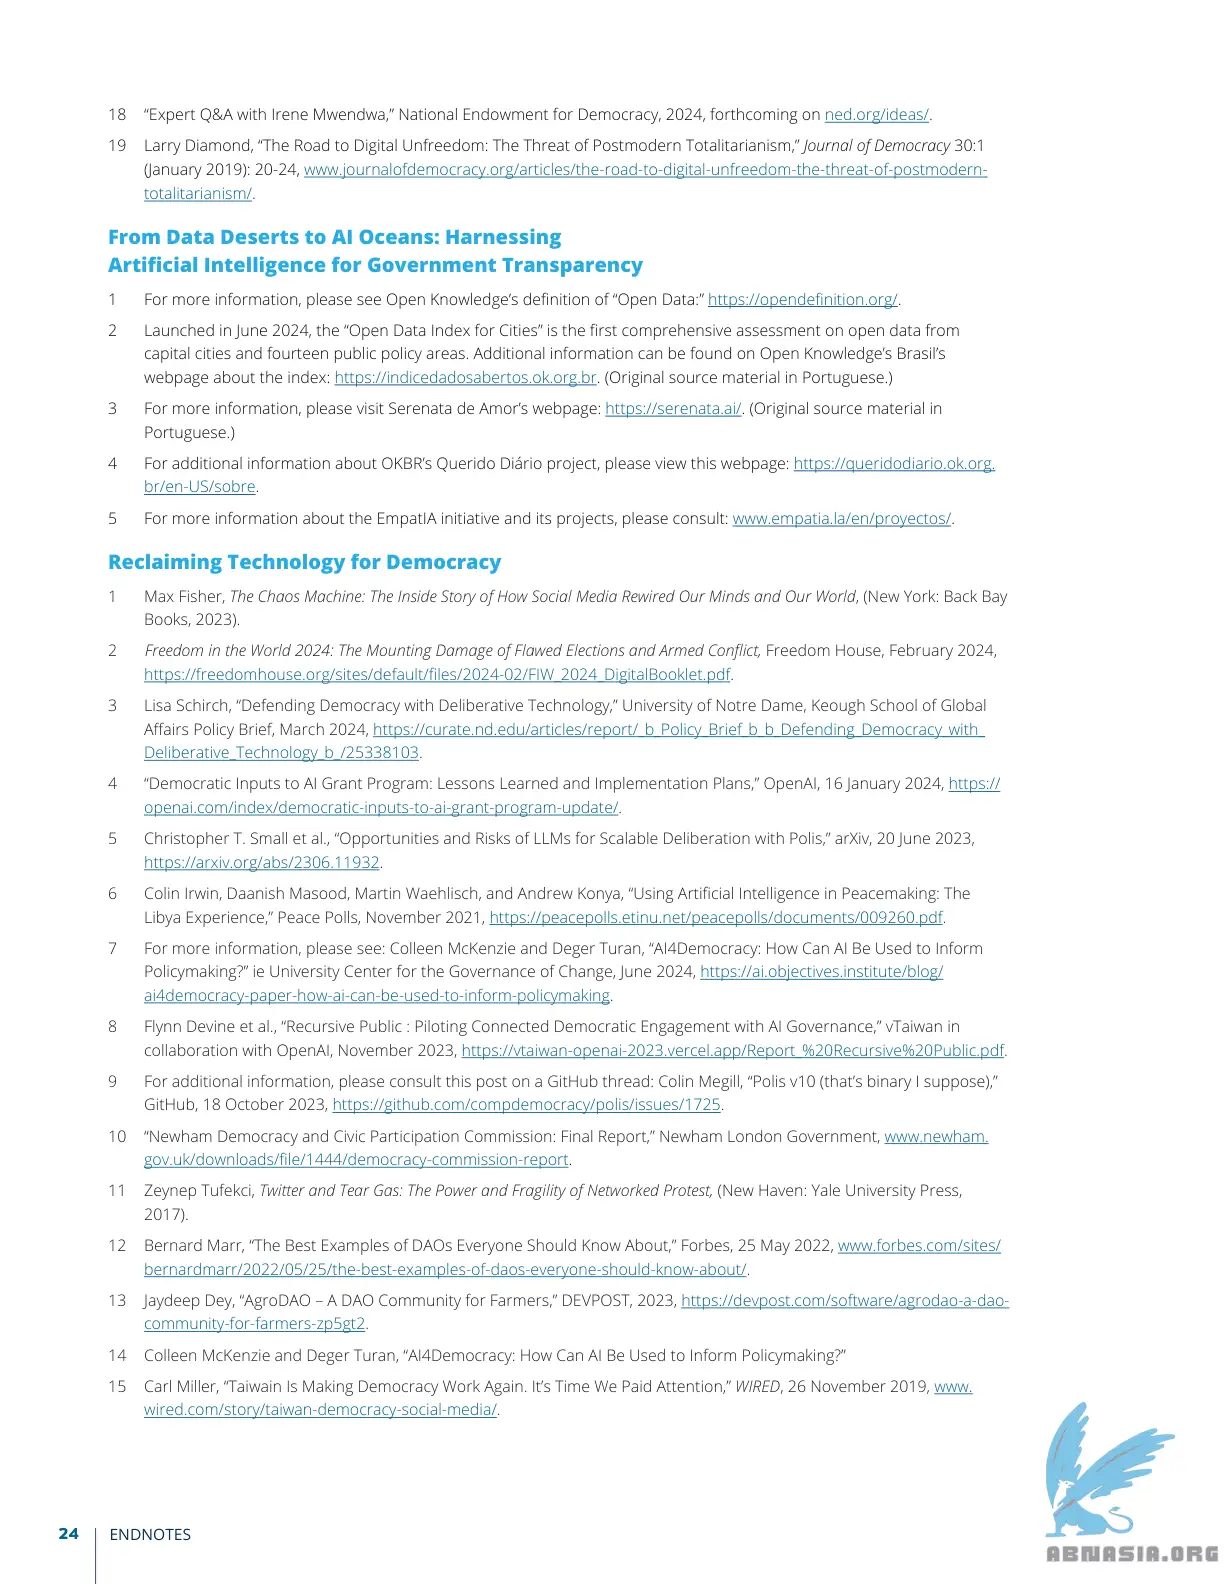 18 “Expert Q&A with Irene Mwendwa,” National Endowment for Democracy, 2024, forthcoming on ned.org/ideas/.
19 Larry Diamond, “The Road to Digital Unfreedom: The Threat of Postmodern Totalitarianism,” Journal of Democracy 30:1
(January 2019): 20-24, www.journalofdemocracy.org/articles/the-road-to-digital-unfreedom-the-threat-of-postmodern-
totalitarianism/.
From Data Deserts to AI Oceans: Harnessing
Artificial Intelligence for Government Transparency
1 For more information, please see Open Knowledge’s definition of “Open Data:” https://opendefinition.org/.
2 Launched in June 2024, the “Open Data Index for Cities” is the first comprehensive assessment on open data from
capital cities and fourteen public policy areas. Additional information can be found on Open Knowledge’s Brasil’s
webpage about the index: https://indicedadosabertos.ok.org.br. (Original source material in Portuguese.)
3 For more information, please visit Serenata de Amor’s webpage: https://serenata.ai/. (Original source material in
Portuguese.)
4 For additional information about OKBR’s Querido Diário project, please view this webpage: https://queridodiario.ok.org.
br/en-US/sobre.
5 For more information about the EmpatIA initiative and its projects, please consult: www.empatia.la/en/proyectos/.
Reclaiming Technology for Democracy
1 Max Fisher, The Chaos Machine: The Inside Story of How Social Media Rewired Our Minds and Our World, (New York: Back Bay
Books, 2023).
2 Freedom in the World 2024: The Mounting Damage of Flawed Elections and Armed Conflict, Freedom House, February 2024,
https://freedomhouse.org/sites/default/files/2024-02/FIW_2024_DigitalBooklet.pdf.
3 Lisa Schirch, “Defending Democracy with Deliberative Technology,” University of Notre Dame, Keough School of Global
Affairs Policy Brief, March 2024, https://curate.nd.edu/articles/report/_b_Policy_Brief_b_b_Defending_Democracy_with_
Deliberative_Technology_b_/25338103.
4 “Democratic Inputs to AI Grant Program: Lessons Learned and Implementation Plans,” OpenAI, 16 January 2024, https://
openai.com/index/democratic-inputs-to-ai-grant-program-update/.
5 Christopher T. Small et al., “Opportunities and Risks of LLMs for Scalable Deliberation with Polis,” arXiv, 20 June 2023,
https://arxiv.org/abs/2306.11932.
6 Colin Irwin, Daanish Masood, Martin Waehlisch, and Andrew Konya, “Using Artificial Intelligence in Peacemaking: The
Libya Experience,” Peace Polls, November 2021, https://peacepolls.etinu.net/peacepolls/documents/009260.pdf.
7 For more information, please see: Colleen McKenzie and Deger Turan, “AI4Democracy: How Can AI Be Used to Inform
Policymaking?” ie University Center for the Governance of Change, June 2024, https://ai.objectives.institute/blog/
ai4democracy-paper-how-ai-can-be-used-to-inform-policymaking.
8 Flynn Devine et al., “Recursive Public : Piloting Connected Democratic Engagement with AI Governance,” vTaiwan in
collaboration with OpenAI, November 2023, https://vtaiwan-openai-2023.vercel.app/Report_%20Recursive%20Public.pdf.
9 For additional information, please consult this post on a GitHub thread: Colin Megill, “Polis v10 (that’s binary I suppose),”
GitHub, 18 October 2023, https://github.com/compdemocracy/polis/issues/1725.
10 “Newham Democracy and Civic Participation Commission: Final Report,” Newham London Government, www.newham.
gov.uk/downloads/file/1444/democracy-commission-report.
11 Zeynep Tufekci, Twitter and Tear Gas: The Power and Fragility of Networked Protest, (New Haven: Yale University Press,
2017).
12 Bernard Marr, “The Best Examples of DAOs Everyone Should Know About,” Forbes, 25 May 2022, www.forbes.com/sites/
bernardmarr/2022/05/25/the-best-examples-of-daos-everyone-should-know-about/.
13 Jaydeep Dey, “AgroDAO – A DAO Community for Farmers,” DEVPOST, 2023, https://devpost.com/software/agrodao-a-dao-
community-for-farmers-zp5gt2.
14 Colleen McKenzie and Deger Turan, “AI4Democracy: How Can AI Be Used to Inform Policymaking?”
15 Carl Miller, “Taiwain Is Making Democracy Work Again. It’s Time We Paid Attention,” WIRED, 26 November 2019, www.
wired.com/story/taiwan-democracy-social-media/.
24 ENDNOTES
ABNASIA.ORG